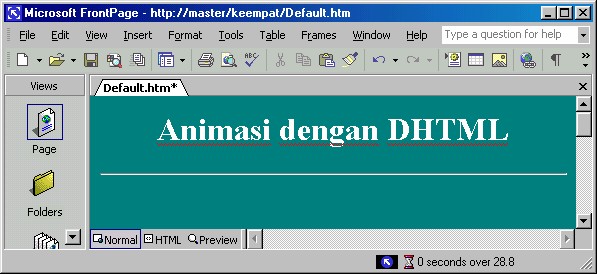 Microsoft FrontPage - http://master/keempat/Default.htm
File Edit View Insert Format Tools Table Frames Window Help Type a question for help
Views
Default.htm*
Animasi dengan DHTML
Page
Folders
Normal HTML Preview
0 seconds over 28.8